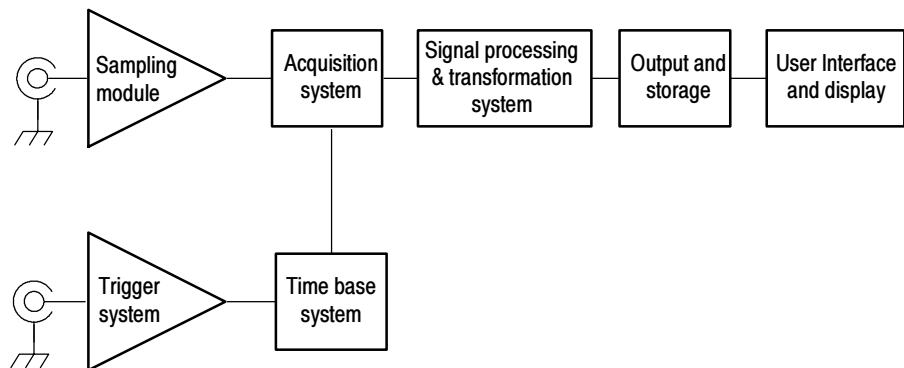 Sampling
module
Acquisition
system
Signal processing
& transformation
system
Output and
storage
User Interface
and display
Trigger
system
Time base
system